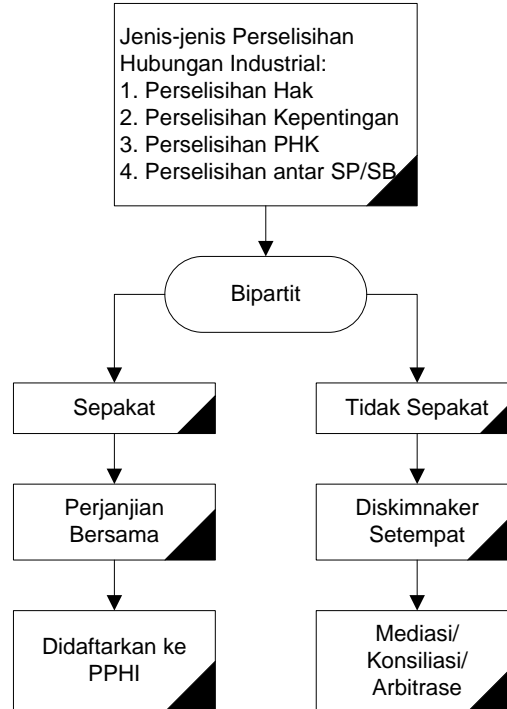 Jenis-jenis Perselisihan
Hubungan Industrial:
1. Perselisihan Hak
2. Perselisihan Kepentingan
3. Perselisihan PHK
4. Perselisihan antar SP/SB
Bipartit
Sepakat
Tidak Sepakat
Perjanjian
Bersama
Diskimnaker
Setempat
Didaftarkan ke
PPHI
Mediasi/
Konsiliasi/
Arbitrase